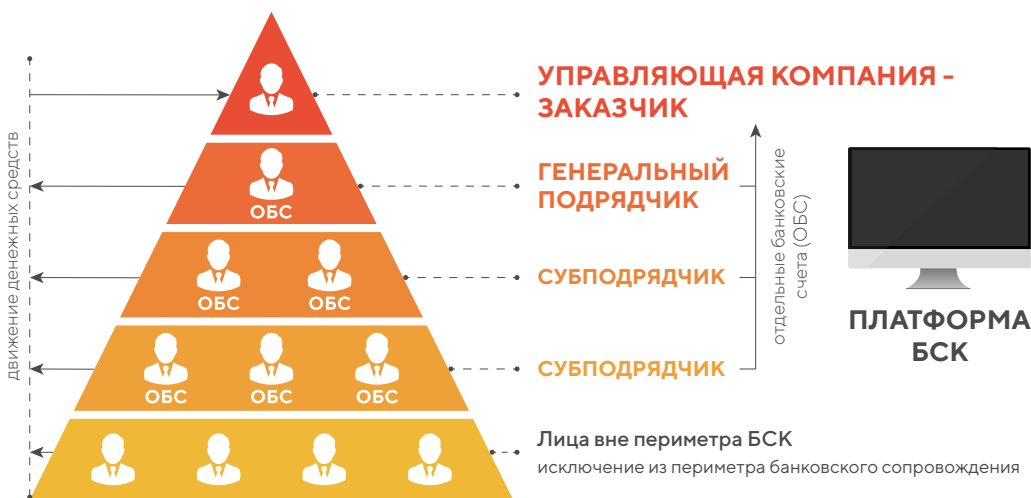 УПРАВЛЯЮЩАЯ КОМПАНИЯ -
ЗАКАЗЧИК
движение денежных средств
ГЕНЕРАЛЬНЫЙ
ПОДРЯДЧИК
ОБС
отдельные банковские
счета (ОБС)
СУБПОДРЯДЧИК
ОБС
ОБС
ПЛАТФОРМА
БСК
СУБПОДРЯДЧИК
ОБС
ОБС
ОБС
Лица вне периметра БСК
исключение из периметра банковского сопровождения